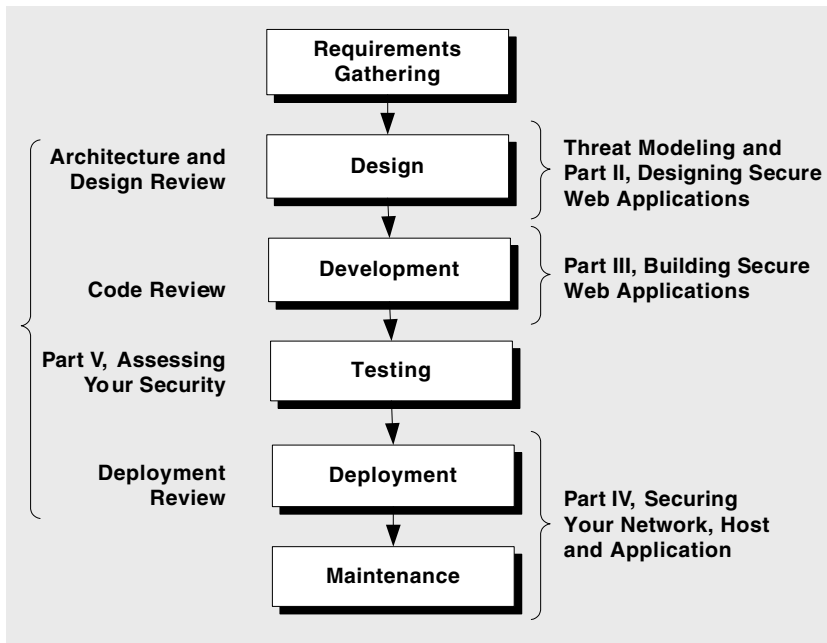 Requirements
Gathering
Architecture and
Design Review
Design
Threat Modeling and
Part II, Designing Secure
Web Applications
Code Review
Development
Part III, Building Secure
Web Applications
Part V, Assessing
Your Security
Testing
Deployment
Review
Deployment
Part IV, Securing
Your Network, Host
and Application
Maintenance